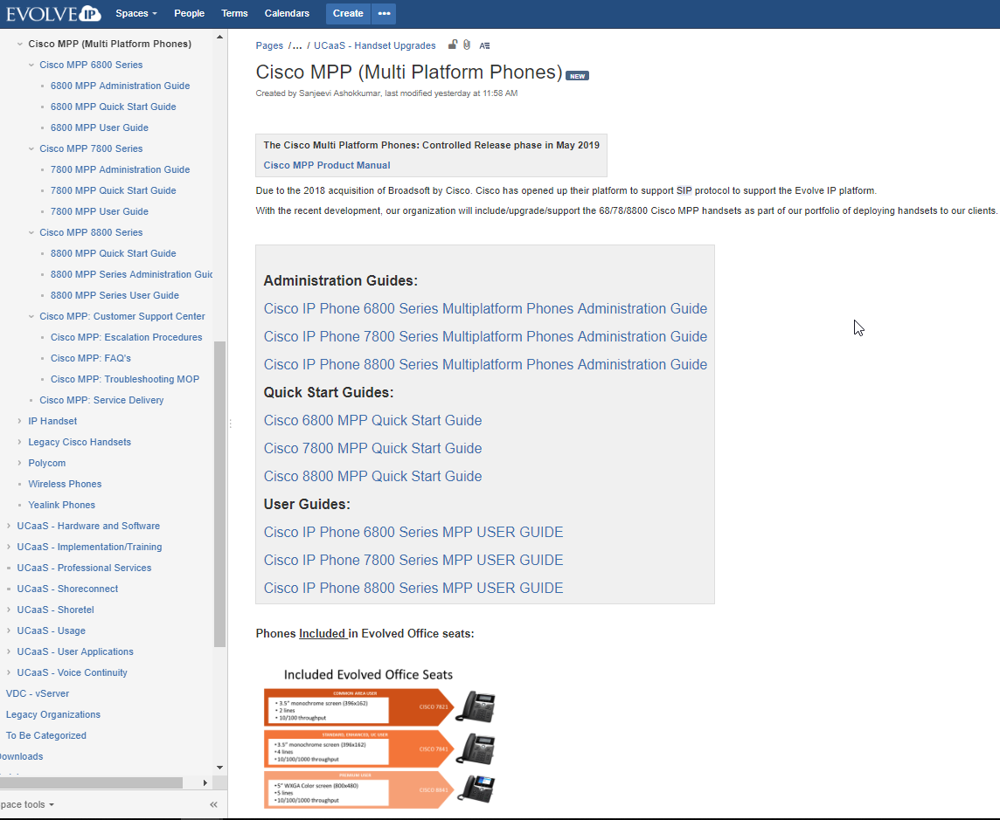 EVOLVE IP
Spaces
People
Terms
Calendars
Create
Cisco MPP (Multi Platform Phones)
Cisco MPP 6800 Series
6800 MPP Administration Guide
6800 MPP Quick Start Guide
6800 MPP User Guide
Cisco MPP 7800 Series
7800 MPP Administration Guide
7800 MPP Quick Start Guide
7800 MPP User Guide
Cisco MPP 8800 Series
8800 MPP Quick Start Guide
8800 MPP Series Administration Guid
8800 MPP Series User Guide
Cisco MPP: Customer Support Center
Cisco MPP: Escalation Procedures
Cisco MPP: FAQ's
Cisco MPP: Troubleshooting MOP
Cisco MPP: Service Delivery
IP Handset
Legacy Cisco Handsets
Polycom
Wireless Phones
Yealink Phones
UCaaS - Hardware and Software
UCaaS - Implementation/Training
UCaaS - Professional Services
UCaaS - Shoreconnect
UCaaS - Shoretel
UCaaS - Usage
UCaaS - User Applications
UCaaS - Voice Continuity
VDC - vServer
Legacy Organizations
To Be Categorized
ownloads
pace tools
Pages /... / UCaaS - Handset Upgrades
Cisco MPP (Multi Platform Phones) NEW
Created by Sanjeevi Ashokkumar, last modified yesterday at 11:58 AM
The Cisco Multi Platform Phones: Controlled Release phase in May 2019
Cisco MPP Product Manual
Due to the 2018 acquisition of Broadsoft by Cisco. Cisco has opened up their platform to support SIP protocol to support the Evolve IP platform.
With the recent development, our organization will include/upgrade/support the 68/78/8800 Cisco MPP handsets as part of our portfolio of deploying handsets to our clients.
Administration Guides:
Cisco IP Phone 6800 Series Multiplatform Phones Administration Guide
Cisco IP Phone 7800 Series Multiplatform Phones Administration Guide
Cisco IP Phone 8800 Series Multiplatform Phones Administration Guide
Quick Start Guides:
Cisco 6800 MPP Quick Start Guide
Cisco 7800 MPP Quick Start Guide
Cisco 8800 MPP Quick Start Guide
User Guides:
Cisco IP Phone 6800 Series MPP USER GUIDE
Cisco IP Phone 7800 Series MPP USER GUIDE
Cisco IP Phone 8800 Series MPP USER GUIDE
Phones Included in Evolved Office seats:
Included Evolved Office Seats
COMMON AREA USER
• 3.5" monochrome screen (396x162)
• 2 lines
• 10/100 throughput
CISCO 7821
STANDARD, ENHANCED, UC USER
•3.5" monochrome screen (396x162)
•4 lines
•10/100/1000 throughput
CISCO 7841
PREMIUM USER
•5" WXGA Color screen (800x480)
•5 lines
•10/100/1000 throughput
CISCO 8841